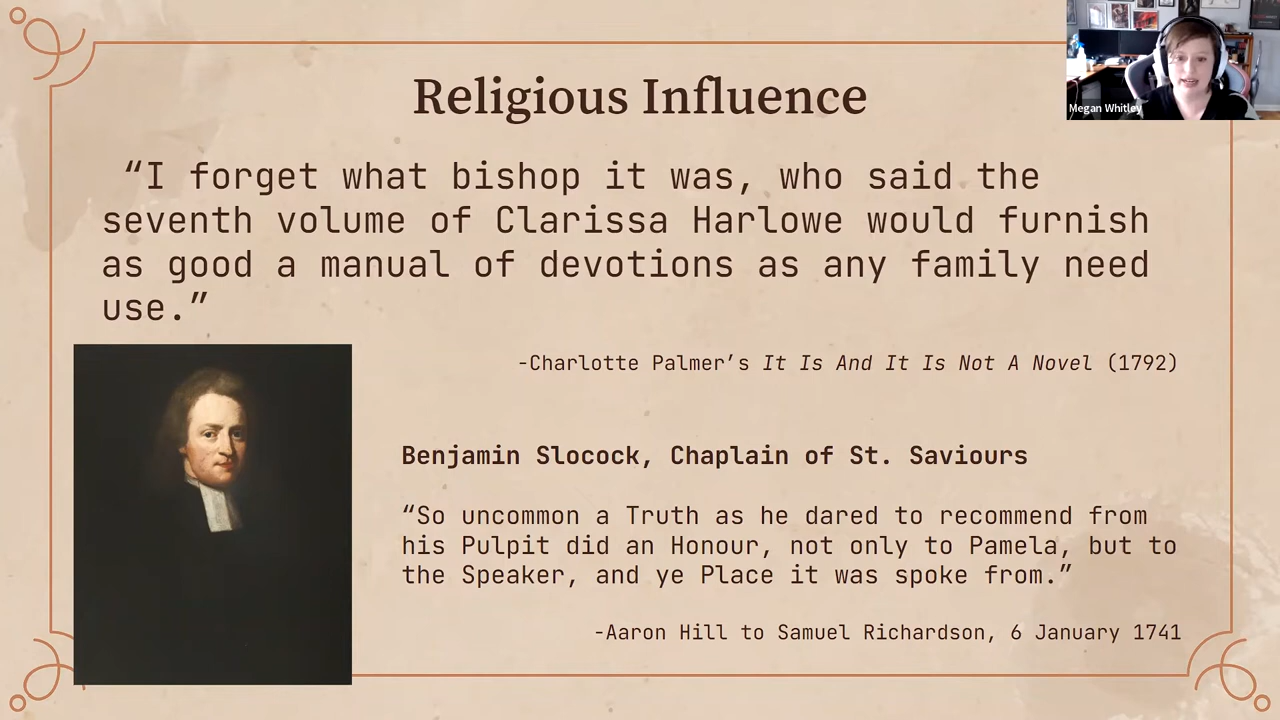 Religious Influence
Megan Whitley
“I forget what bishop it was, who said the
seventh volume of Clarissa Harlowe would furnish
as good a manual of devotions as any family need
use.”
-Charlotte Palmer’s It Is And It Is Not A Novel (1792)
Benjamin Slocock, Chaplain of St. Saviours
“So uncommon a Truth as he dared to recommend from
his Pulpit did an Honour, not only to Pamela, but to
the Speaker, and ye Place it was spoke from.”
-Aaron Hill to Samuel Richardson, 6 January 1741